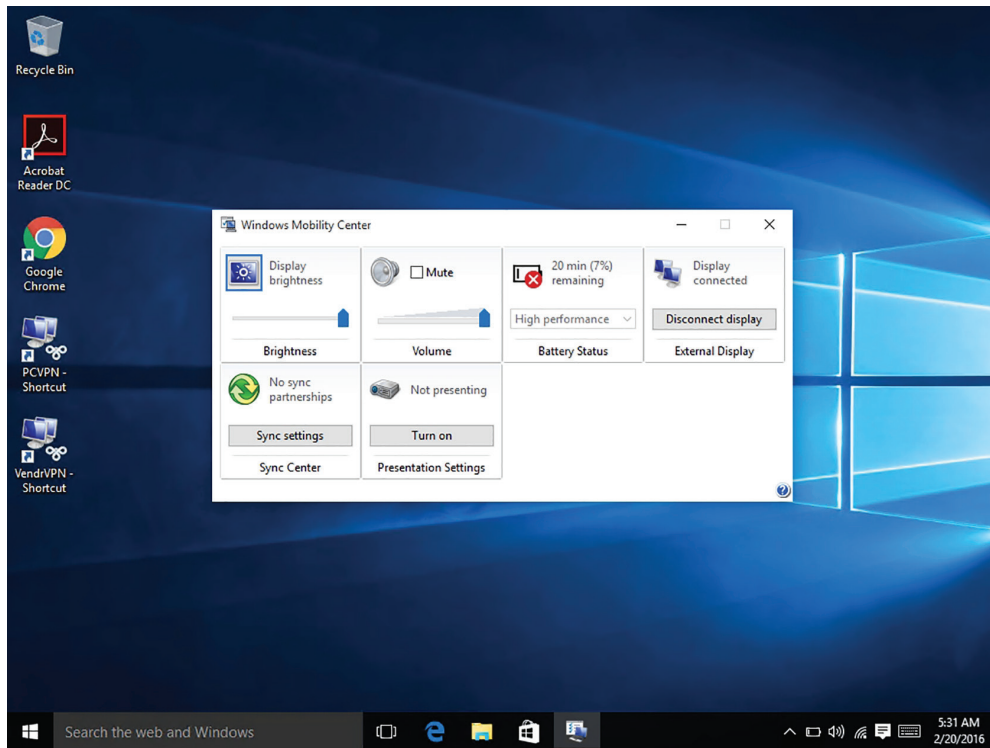 Recycle Bin
Acrobat
Reader DC
Google
Chrome
PCVPN -
Shortcut
VendrVPN -
Shortcut
Windows Mobility Center
Display
brightness
Brightness
Mute
Volume
20 min (7%)
remaining
High performance
Battery Status
Display
connected
Disconnect display
External Display
No sync
partnerships
Sync settings
Sync Center
Not presenting
Turn on
Presentation Settings
Search the web and Windows
5:31 AM
2/20/2016